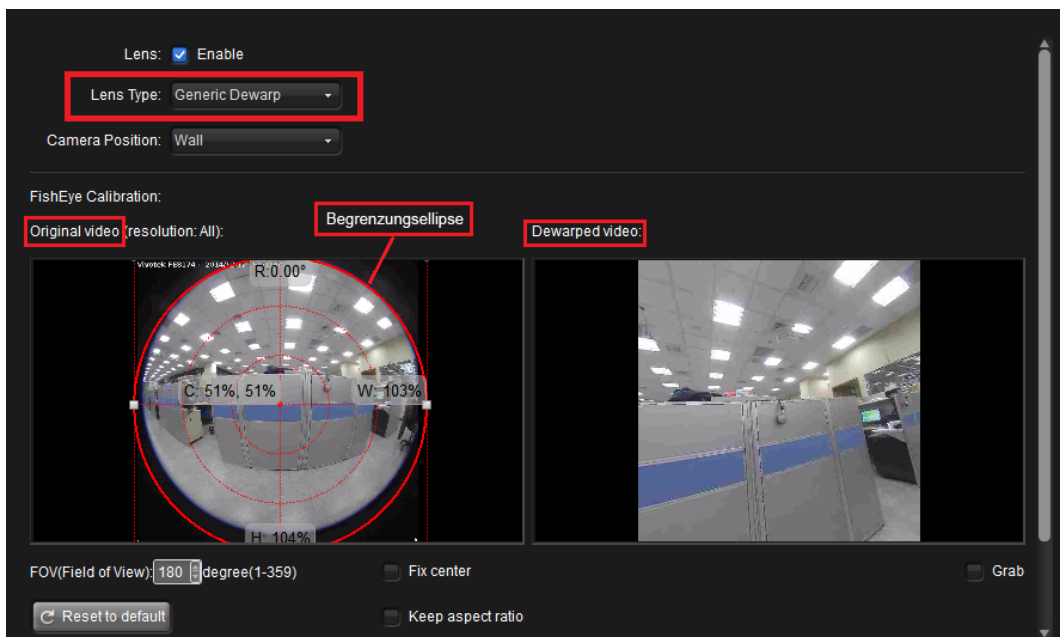 Lens: Enable
Lens Type: Generic Dewarp
Camera Position: Wall
FishEye Calibration:
Original video (resolution: All):
Begrenzungsellipse
Dewarped video:
R:0.00°
C: 51%, 51%
W: 103%
H: 104%
FOV(Field of View): 180 degree(1-359)
Fix center
Grab
Reset to default
Keep aspect ratio